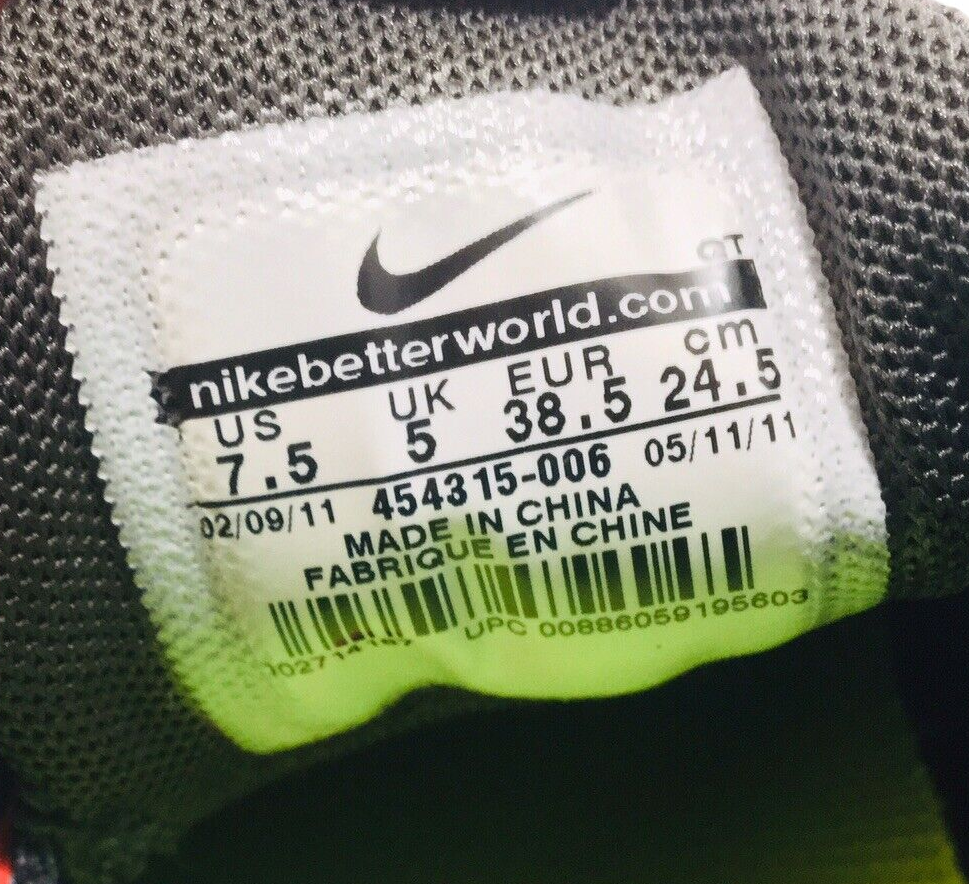 QT
nikebetterworld.com
US UK EUR cm
7.5 5 38.5 24.5
02/09/11 454315-006 05/11/11
MADE IN CHINA
FABRIQUE EN CHINE
UPC 00886059195603